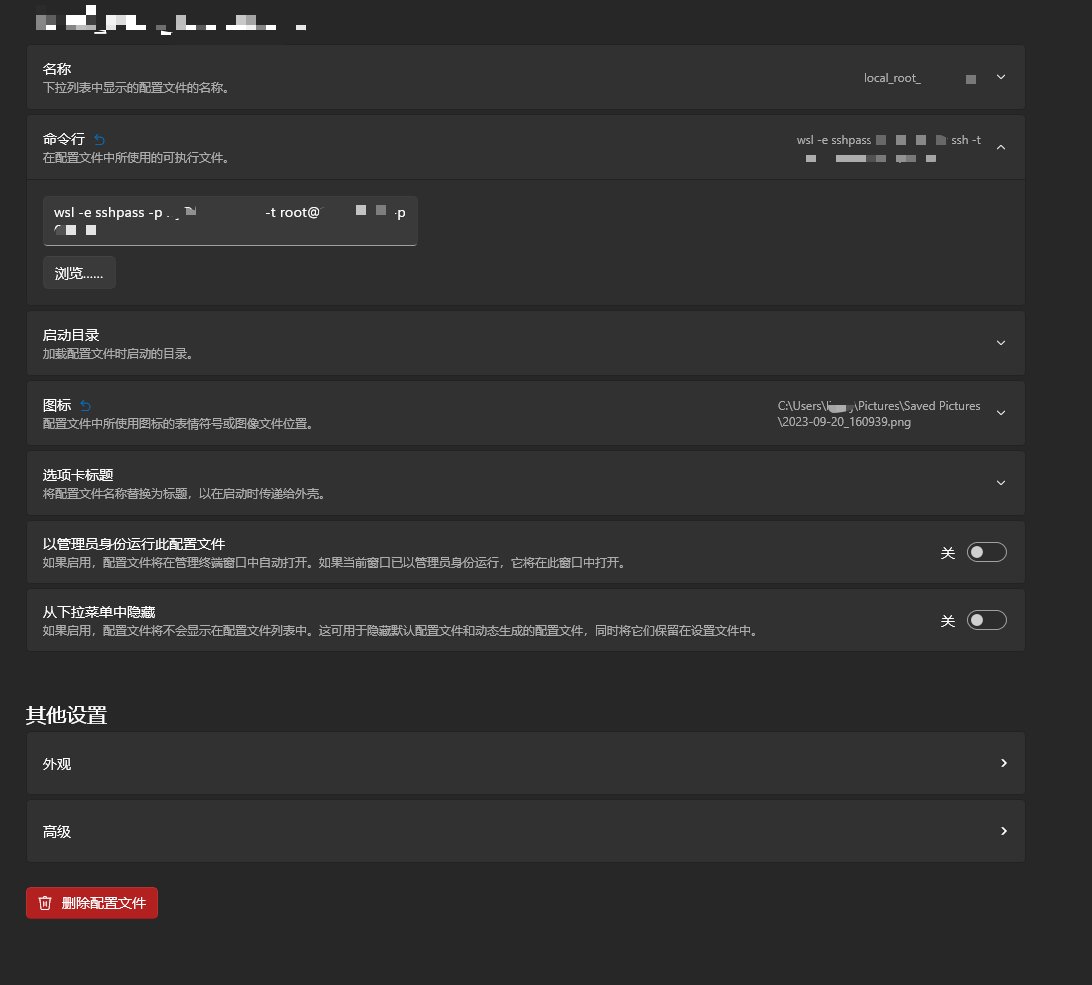 名称
下拉列表中显示的配置文件的名称。
local_root_
命令行
在配置文件中所使用的可执行文件。
wsl -e sshpass ssh -t
wsl -e sshpass -p -t root@ -p
浏览......
启动目录
加载配置文件时启动的目录。
图标
配置文件中所使用图标的表情符号或图像文件位置。
C:\Users\ \Pictures\Saved Pictures
\2023-09-20_160939.png
选项卡标题
将配置文件名称替换为标题，以在启动时传递给外壳。
以管理员身份运行此配置文件
如果启用，配置文件将在管理终端窗口中自动打开。如果当前窗口已以管理员身份运行，它将在此窗口中打开。
关
从下拉菜单中隐藏
如果启用，配置文件将不会显示在配置文件列表中。这可用于隐藏默认配置文件和动态生成的配置文件，同时将它们保留在设置文件中。
关
其他设置
外观
高级
删除配置文件